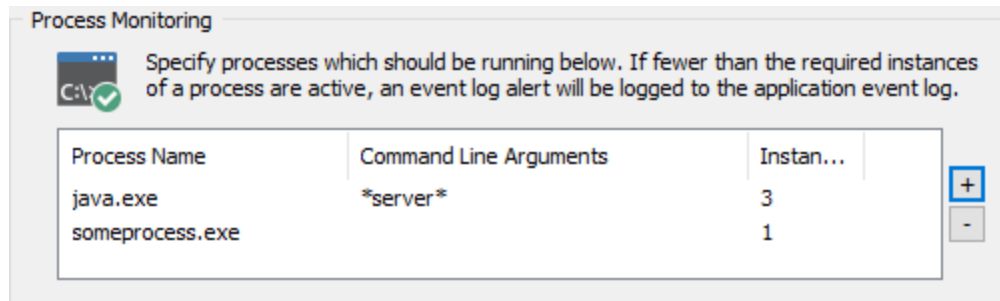 Process Monitoring
Specify processes which should be running below. If fewer than the required instances
of a process are active, an event log alert will be logged to the application event log.
Process Name Command Line Arguments Instan...
java.exe *server* 3
someprocess.exe 1
+
-
C:\